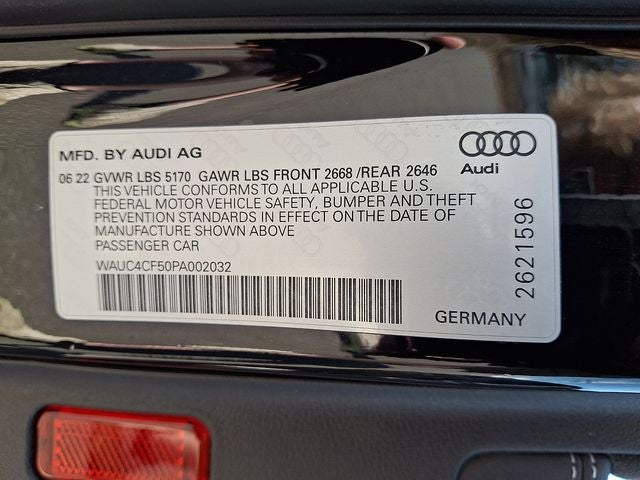 MFD. BY AUDI AG
06 22 GVWR LBS 5170 GAWR LBS FRONT 2668 /REAR 2646
THIS VEHICLE CONFORMS TO ALL APPLICABLE U.S.
FEDERAL MOTOR VEHICLE SAFETY, BUMPER AND THEFT
PREVENTION STANDARDS IN EFFECT ON THE DATE OF
MANUFACTURE SHOWN ABOVE
PASSENGER CAR
WAUC4CF50PA002032
Audi
2621596
GERMANY